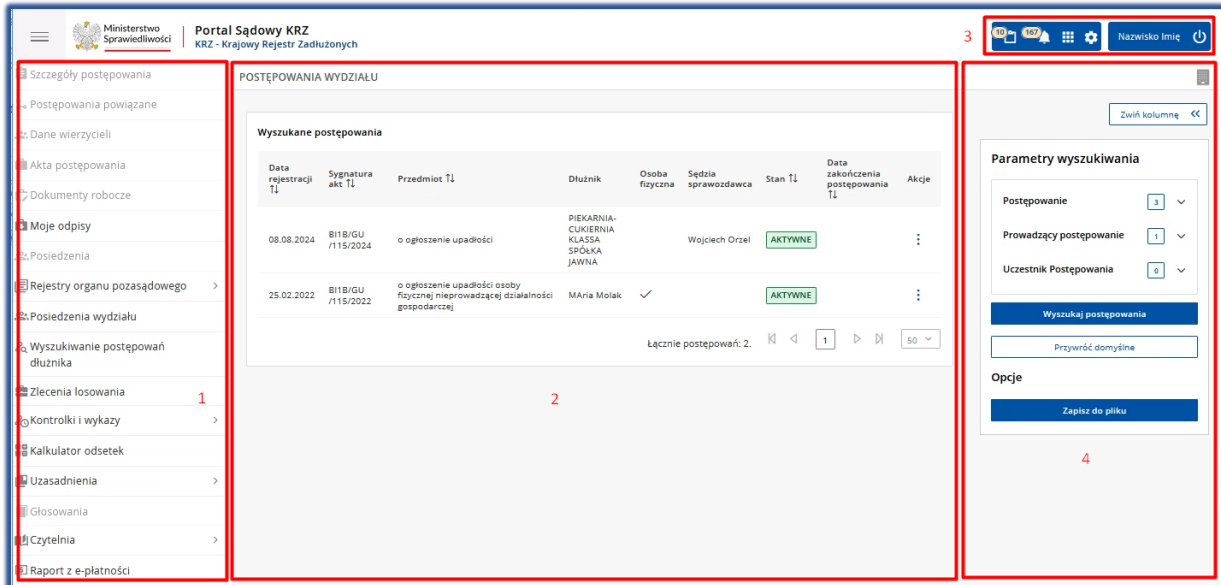 Ministerstwo
Sprawiedliwości
Portal Sądowy KRZ
KRZ - Krajowy Rejestr Zadłużonych
3
10
167
Nazwisko Imię
Szczegóły postępowania
Postępowania powiązane
Dane wierzycieli
Akta postępowania
Dokumenty robocze
Moje odpisy
Posiedzenia
Rejestry organu pozasądowego
Posiedzenia wydziału
Wyszukiwanie postępowań
dłużnika
Zlecenia losowania
1
Kontrolki i wykazy
Kalkulator odsetek
Uzasadnienia
Głosowania
Czytelnia
Raport z e-płatności
POSTĘPOWANIA WYDZIAŁU
Wyszukane postępowania
Data rejestracji
Sygnatura akt
Przedmiot
Dłużnik
Osoba fizyczna
Sędzia sprawozdawca
Stan
Data zakończenia postępowania
Akcje
08.08.2024
BI1B/GU
/115/2024
o ogłoszenie upadłości
PIEKARNIA-
CUKIERNIA
KLASSA
SPÓŁKA
JAWNA
Wojciech Orzel
AKTYWNE
25.02.2022
BI1B/GU
/115/2022
o ogłoszenie upadłości osoby
fizycznej nieprowadzącej działalności
gospodarczej
MAria Molak
AKTYWNE
Łącznie postępowań: 2.
1
50
2
Zwiń kolumnę
Parametry wyszukiwania
Postępowanie 3
Prowadzący postępowanie 1
Uczestnik Postępowania 0
Wyszukaj postępowania
Przywróć domyślne
Opcje
Zapisz do pliku
4